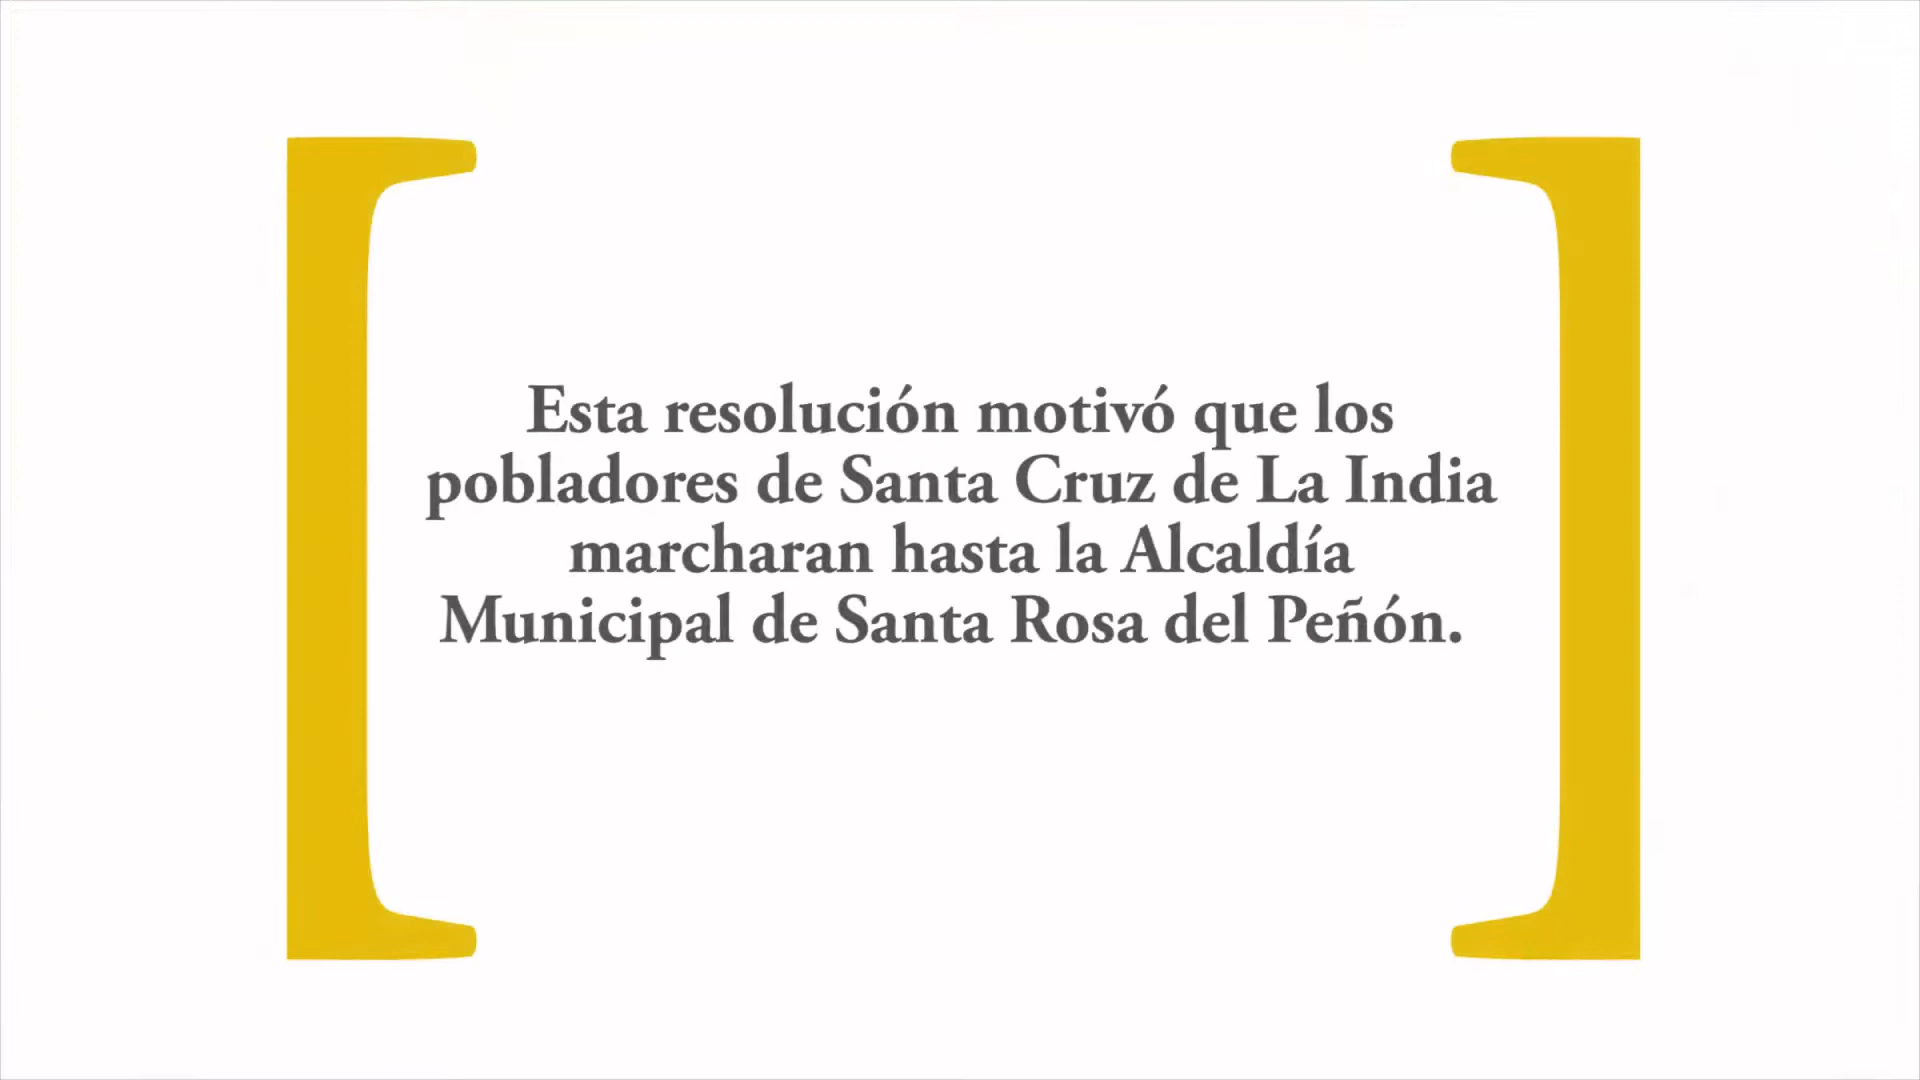 Esta resolución motivó que los
pobladores de Santa Cruz de La India
marcharan hasta la Alcaldía
Municipal de Santa Rosa del Peñón.